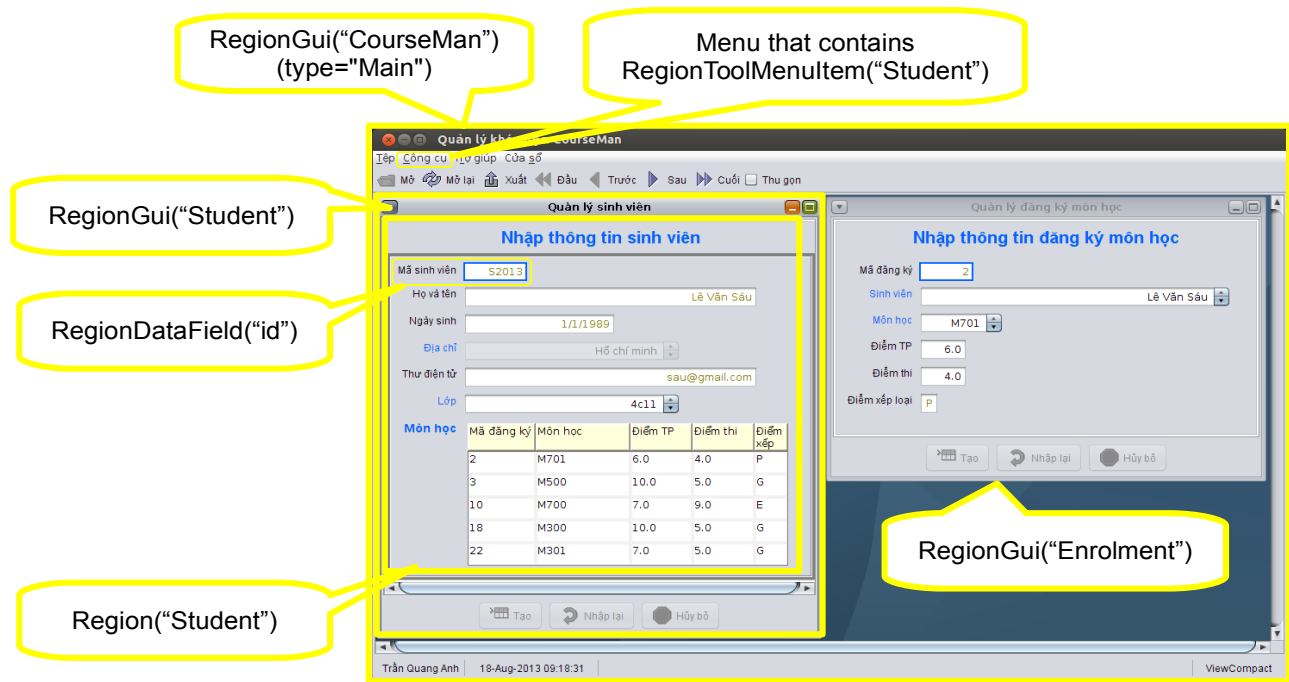 RegionGui(“CourseMan”)
(type="Main")
Menu that contains
RegionToolMenuItem(“Student”)
Quản lý CourseMan
Tệp Công cụ giúp Cửa sổ
Mở Mở lại Xuất Đầu Trước Sau Cuối Thu gọn
RegionGui(“Student”)
Quản lý sinh viên
Nhập thông tin sinh viên
Mã sinh viên S2013
Họ và tên Lê Văn Sáu
Ngày sinh 1/1/1989
Địa chỉ Hồ chí minh
Thư điện tử sau@gmail.com
Lớp 4c11
Môn học
Mã đăng ký Môn học Điểm TP Điểm thi Điểm
xếp
2 M701 6.0 4.0 P
3 M500 10.0 5.0 G
10 M700 7.0 9.0 E
18 M300 10.0 5.0 G
22 M301 7.0 5.0 G
Tạo Nhập lại Hủy bỏ
RegionDataField(“id”)
Region(“Student”)
Quản lý đăng ký môn học
Nhập thông tin đăng ký môn học
Mã đăng ký 2
Sinh viên Lê Văn Sáu
Môn học M701
Điểm TP 6.0
Điểm thi 4.0
Điểm xếp loại P
Tạo Nhập lại Hủy bỏ
RegionGui(“Enrolment”)
Trần Quang Anh 18-Aug-2013 09:18:31 ViewCompact